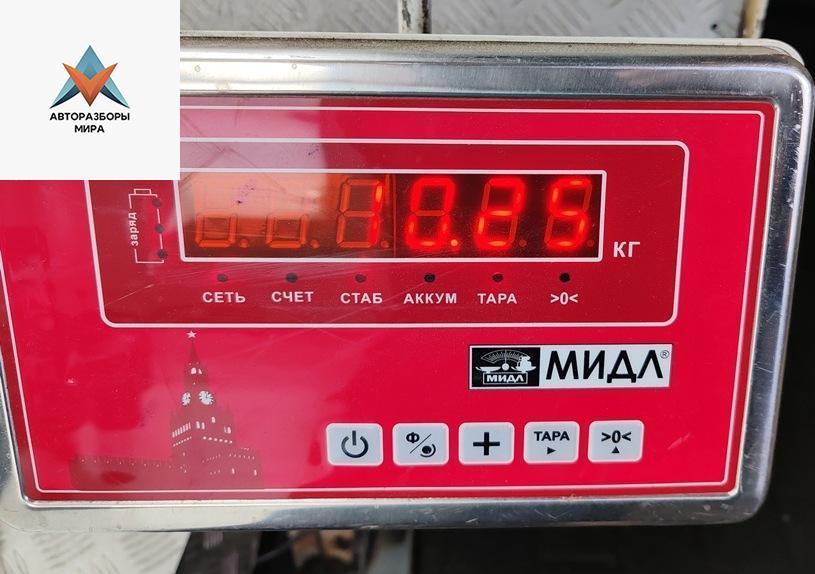 АВТОРАЗБОРЫ
МИРА
заряд
10.25
КГ
СЕТЬ СЧЕТ СТАБ АККУМ ТАРА >0<
МИДЛ МИДЛ®
Ф ТАРА >0<